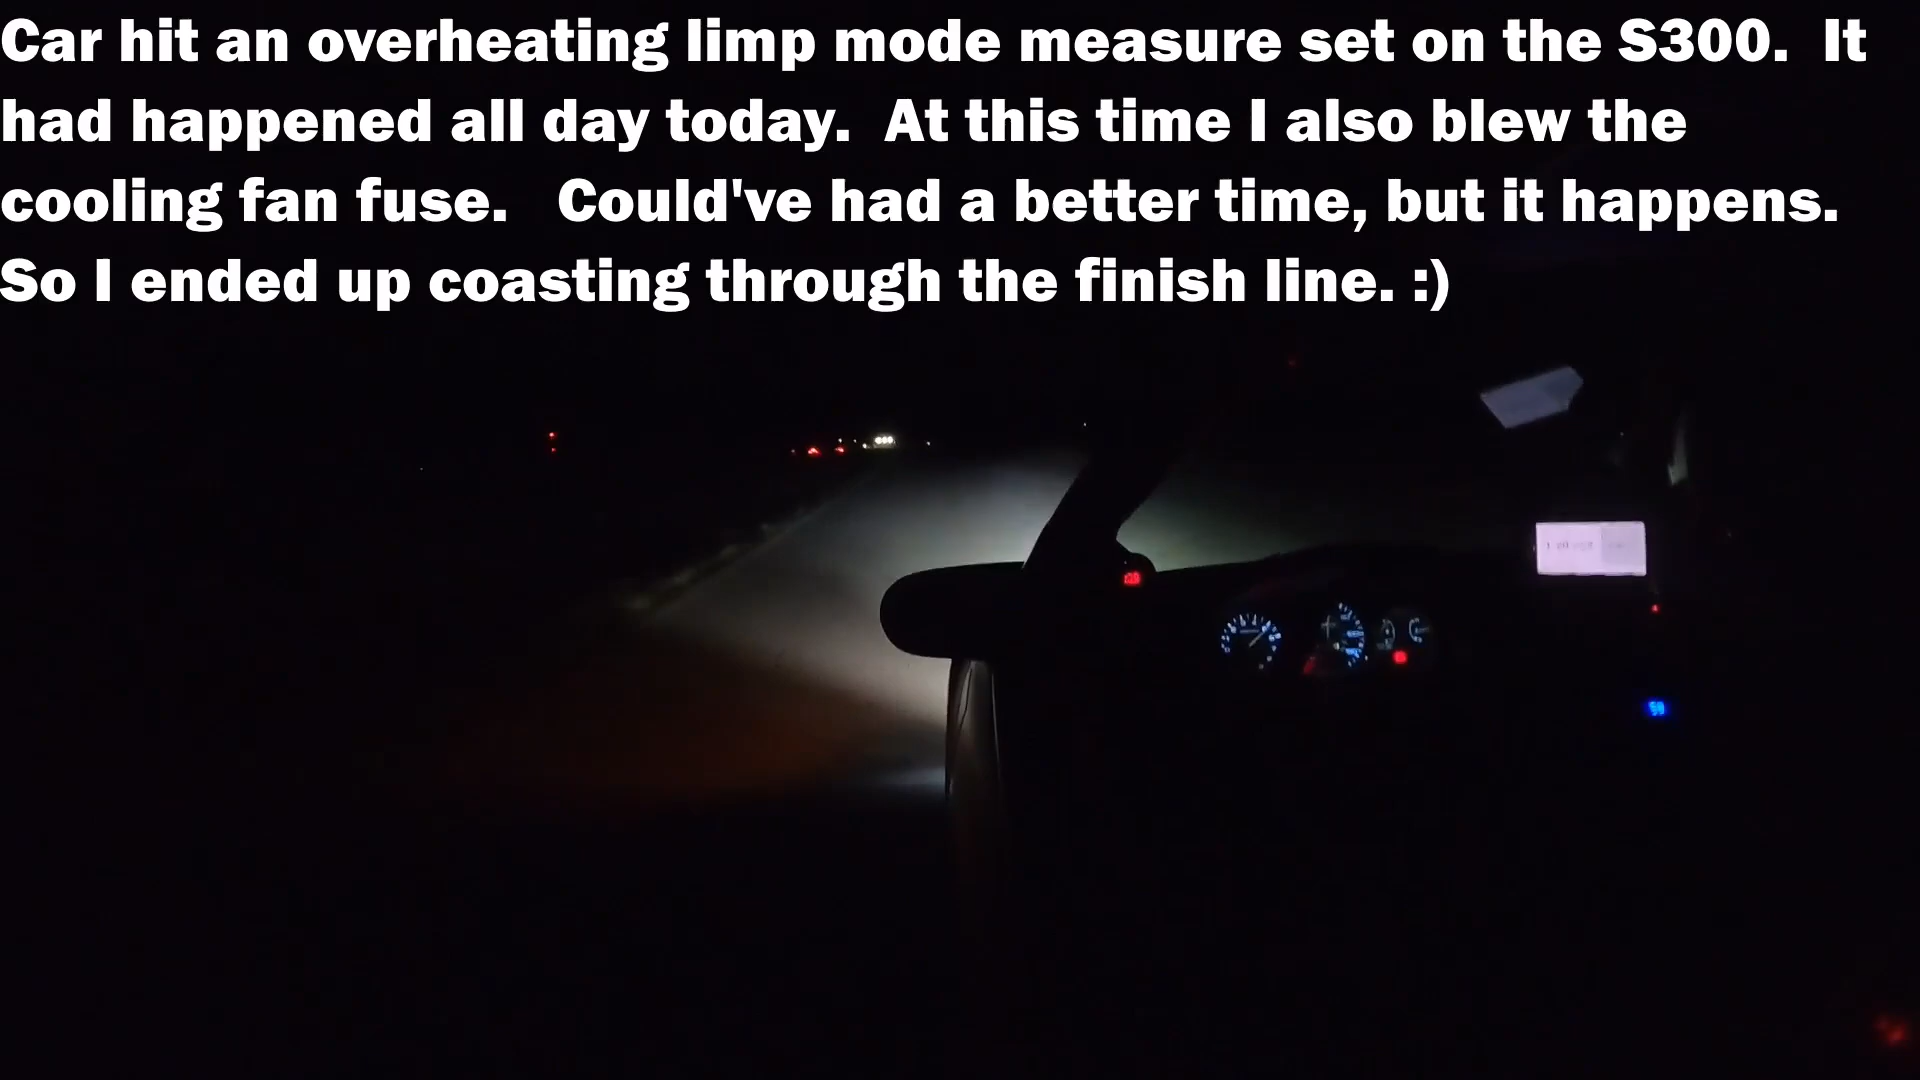 Car hit an overheating limp mode measure set on the S300.  It
had happened all day today.  At this time I also blew the
cooling fan fuse.   Could've had a better time, but it happens.
So I ended up coasting through the finish line. :)